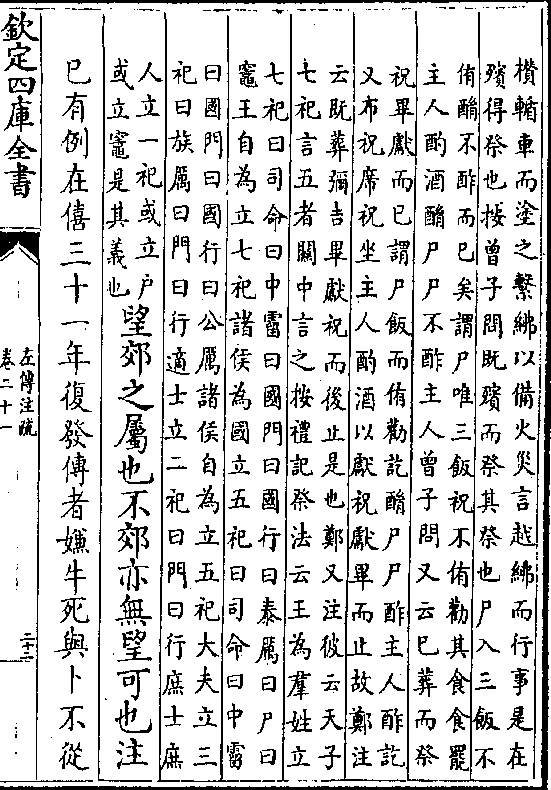 櫕輴車而塗之繫紼以備火災言越紼而行事是在
殯得祭也按曽子問既殯而祭其祭也尸入三飯不
侑酳不酢而已矣謂尸唯三飯祝不侑勸其食食罷
主人酌酒酳尸尸不酢主人曽子問又云已葬而祭
祝畢獻而已謂尸飯而侑勸訖酳尸尸酢主人酢訖
又布祝席祝坐主人酌酒以獻祝獻畢而止故鄭注
云既葬彌吉畢獻祝而後止是也鄭又注彼云天子
七祀言五者闗中言之按禮記祭法云王為羣姓立
七祀曰司命曰中霤曰國門曰國行曰泰厲曰戸曰
竈王自為立七祀諸侯為國立五祀曰司命曰中霤
曰國門曰國行曰公厲諸侯自為立五祀大夫立三
祀曰族厲曰門曰行適士立二祀曰門曰行庶士庶
人立一祀或立戸
或立竈是其義也
望郊之屬也不郊亦無望可也注
已有例在僖三十一年復發傳者嫌牛死與卜不從
欽定四庫全書
左傳注疏
卷二十一
二十二